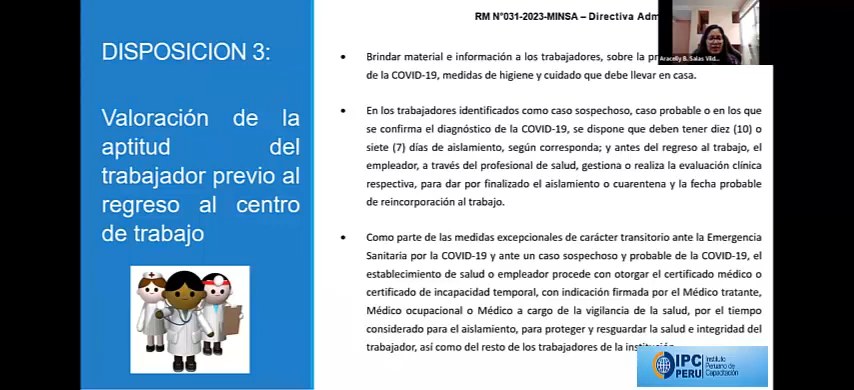 RM N°031-2023-MINSA – Directiva Adm
DISPOSICION 3:
Valoración de la
aptitud del
trabajador previo al
regreso al centro
de trabajo
• Brindar material e información a los trabajadores, sobre la
de la COVID-19, medidas de higiene y cuidado que debe llevar en casa.
• En los trabajadores identificados como caso sospechoso, caso probable o en los que
se confirma el diagnóstico de la COVID-19, se dispone que deben tener diez (10) o
siete (7) días de aislamiento, según corresponda; y antes del regreso al trabajo, el
empleador, a través del profesional de salud, gestiona o realiza la evaluación clínica
respectiva, para dar por finalizado el aislamiento o cuarentena y la fecha probable
de reincorporación al trabajo.
• Como parte de las medidas excepcionales de carácter transitorio ante la Emergencia
Sanitaria por la COVID-19 y ante un caso sospechoso y probable de la COVID-19, el
establecimiento de salud o empleador procede con otorgar el certificado médico o
certificado de incapacidad temporal, con indicación firmada por el Médico tratante,
Médico ocupacional o Médico a cargo de la vigilancia de la salud, por el tiempo
considerado para el aislamiento, para proteger y resguardar la salud e integridad del
trabajador, así como del resto de los trabajadores de la
Aracelly B. Salas Vild...
IPC
PERU
Instituto
Peruano de
Capacitación